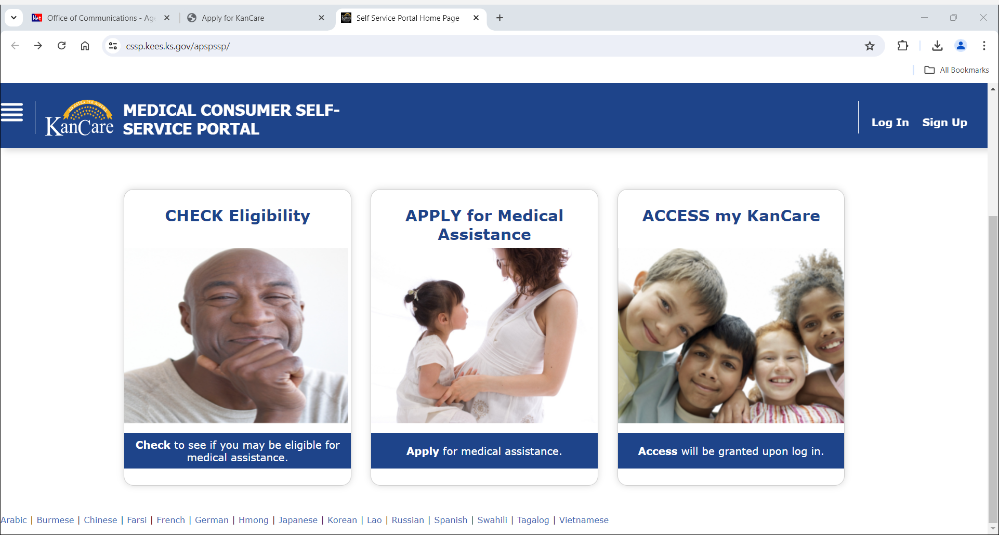 Office of Communications - Age
Apply for KanCare
Self Service Portal Home Page
cssp.kees.ks.gov/apspssp/
All Bookmarks
KanCare
MEDICAL CONSUMER SELF-
SERVICE PORTAL
Log In
Sign Up
CHECK Eligibility
APPLY for Medical
Assistance
ACCESS my KanCare
Check to see if you may be eligible for
medical assistance.
Apply for medical assistance.
Access will be granted upon log in.
Arabic | Burmese | Chinese | Farsi | French | German | Hmong | Japanese | Korean | Lao | Russian | Spanish | Swahili | Tagalog | Vietnamese